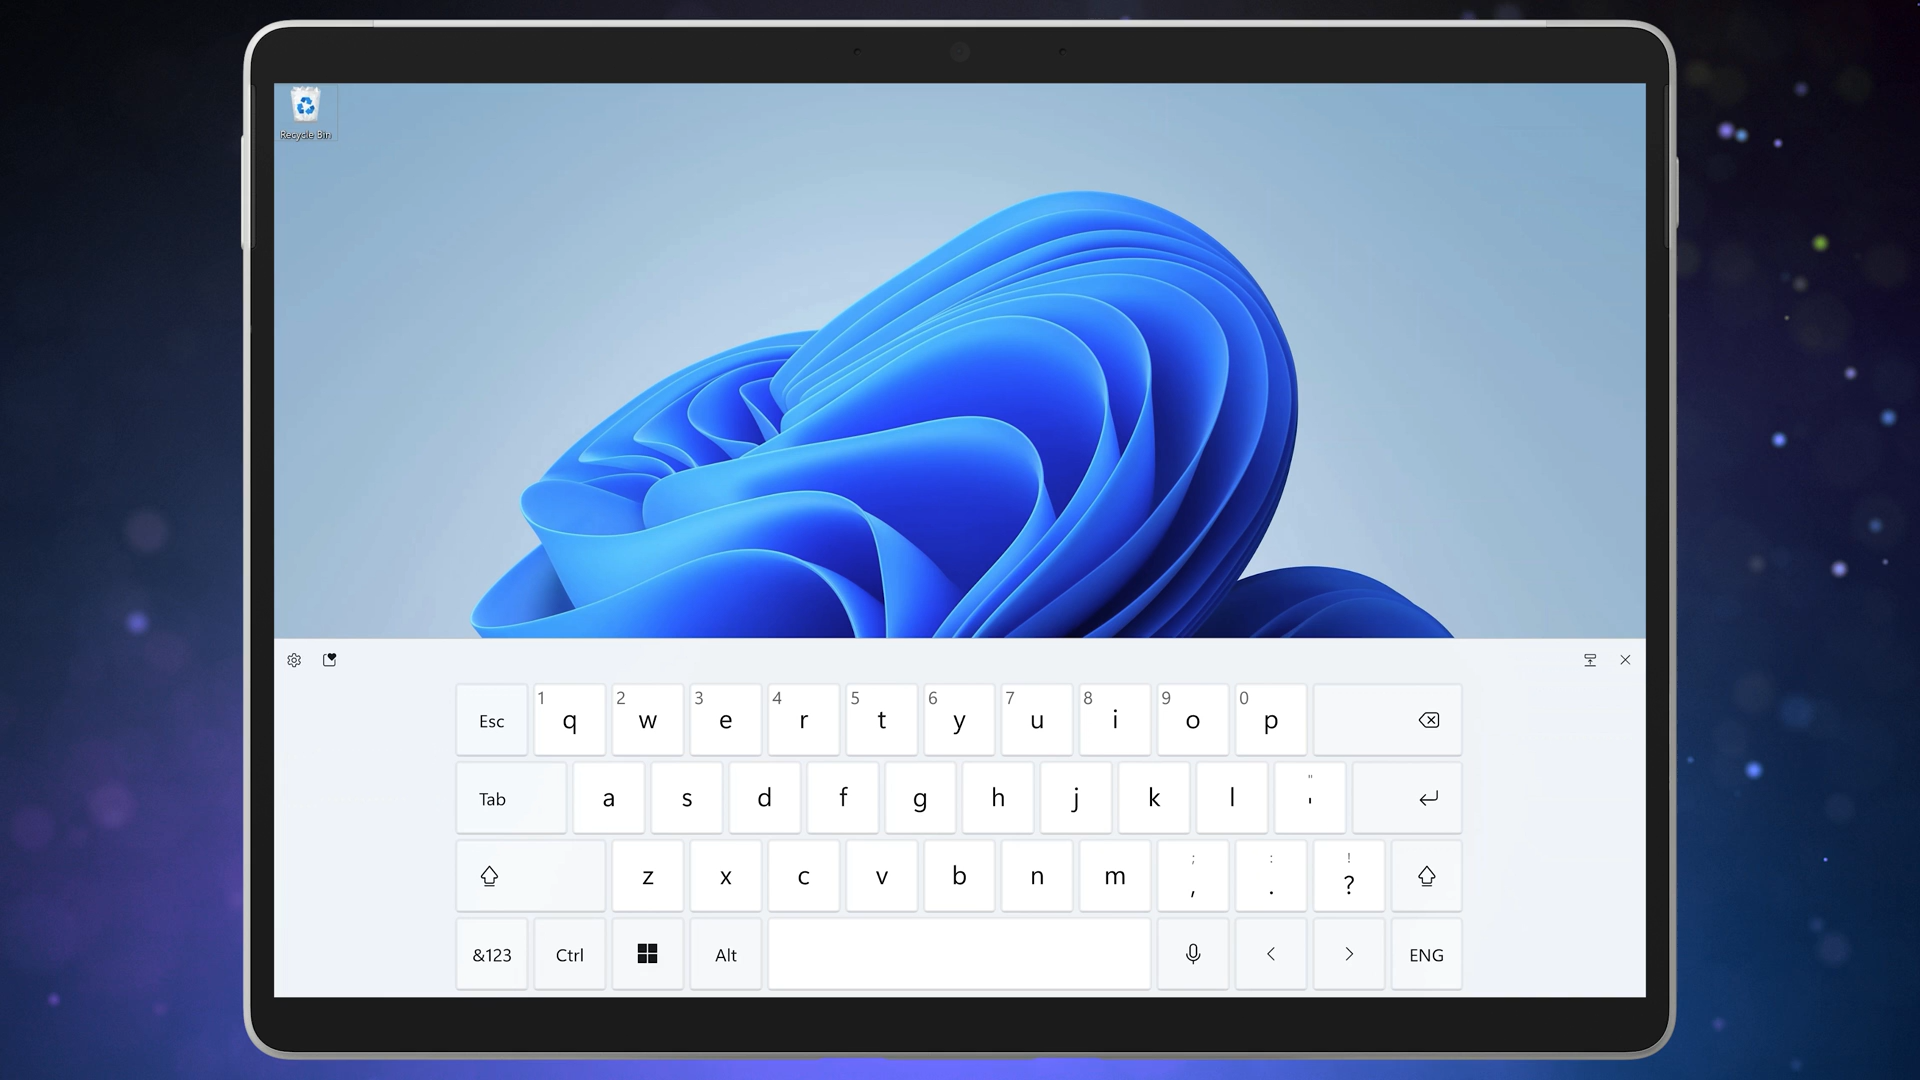 Recycle Bin
Esc 1 q 2 w 3 e 4 r 5 t 6 y 7 u 8 i 9 o 0 p
Tab a s d f g h j k l " '
z x c v b n m ; , : . ! ?
&123 Ctrl Alt < > ENG